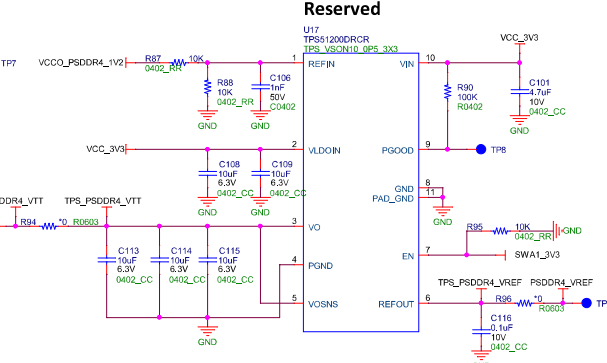 Reserved
U17
TPS51200DRCR
TPS_VSON10_0P5_3X3
TP7
VCCO_PSDDR4_1V2
R87
10K
0402_RR
R88
10K
0402_RR
GND
C106
1nF
50V
C0402
GND
1
REFIN
VIN
10
VCC_3V3
R90
100K
R0402
C101
4.7uF
10V
0402_CC
GND
VCC_3V3
2
VLDOIN
PGOOD
9
TP8
C108
10uF
6.3V
0402_CC
GND
C109
10uF
6.3V
0402_CC
GND
GND
8
PAD_GND
11
GND
DDR4_VTT
TPS_PSDDR4_VTT
R94
*0
R0603
3
VO
R95
10K
0402_RR
GND
EN
7
SWA1_3V3
C113
10uF
6.3V
0402_CC
C114
10uF
6.3V
0402_CC
C115
10uF
6.3V
0402_CC
4
PGND
5
VOSNS
GND
REFOUT
6
TPS_PSDDR4_VREF
PSDDR4_VREF
R96
*0
R0603
TP
C116
0.1uF
10V
0402_CC
GND